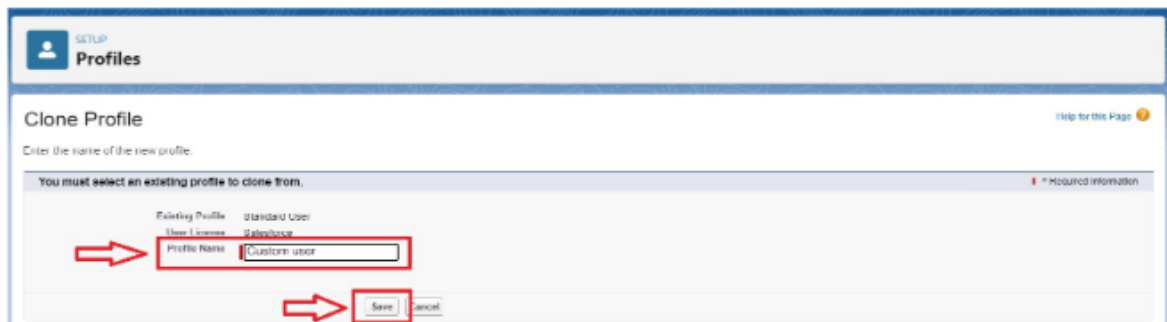 SETUP
Profiles
Clone Profile
Help for this Page
Enter the name of the new profile.
You must select an existing profile to clone from.
* Required Information
Existing Profile Standard User
User License Salesforce
Profile Name Custom user
Save Cancel